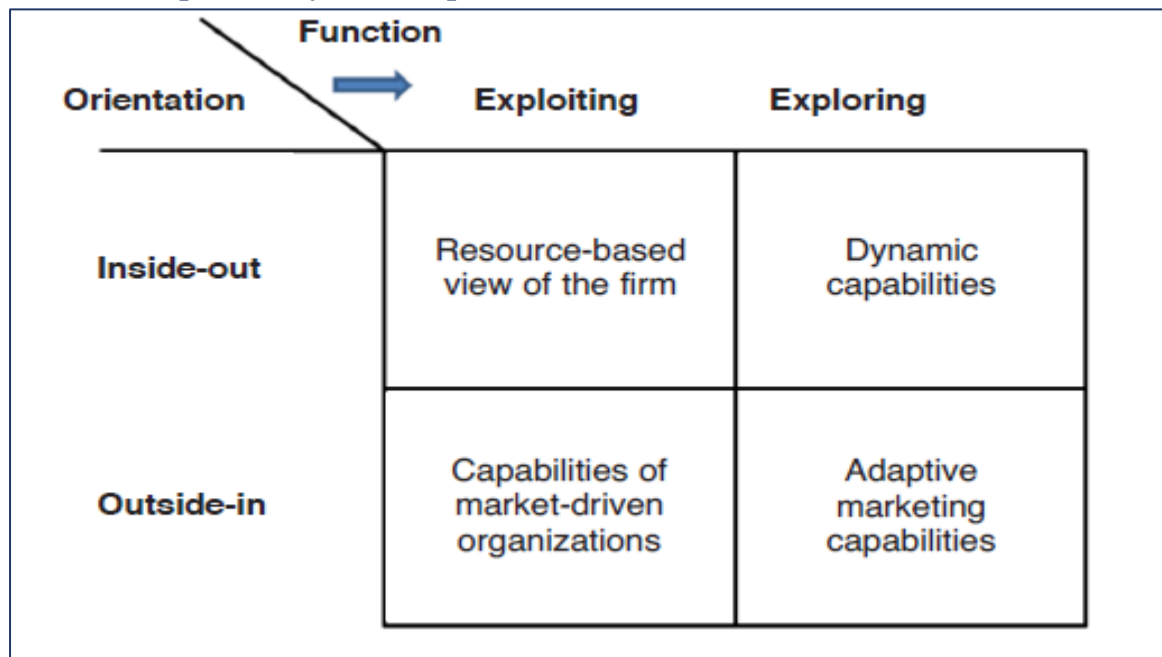 Function
Orientation
Exploiting
Exploring
Inside-out
Resource-based
view of the firm
Dynamic
capabilities
Outside-in
Capabilities of
market-driven
organizations
Adaptive
marketing
capabilities